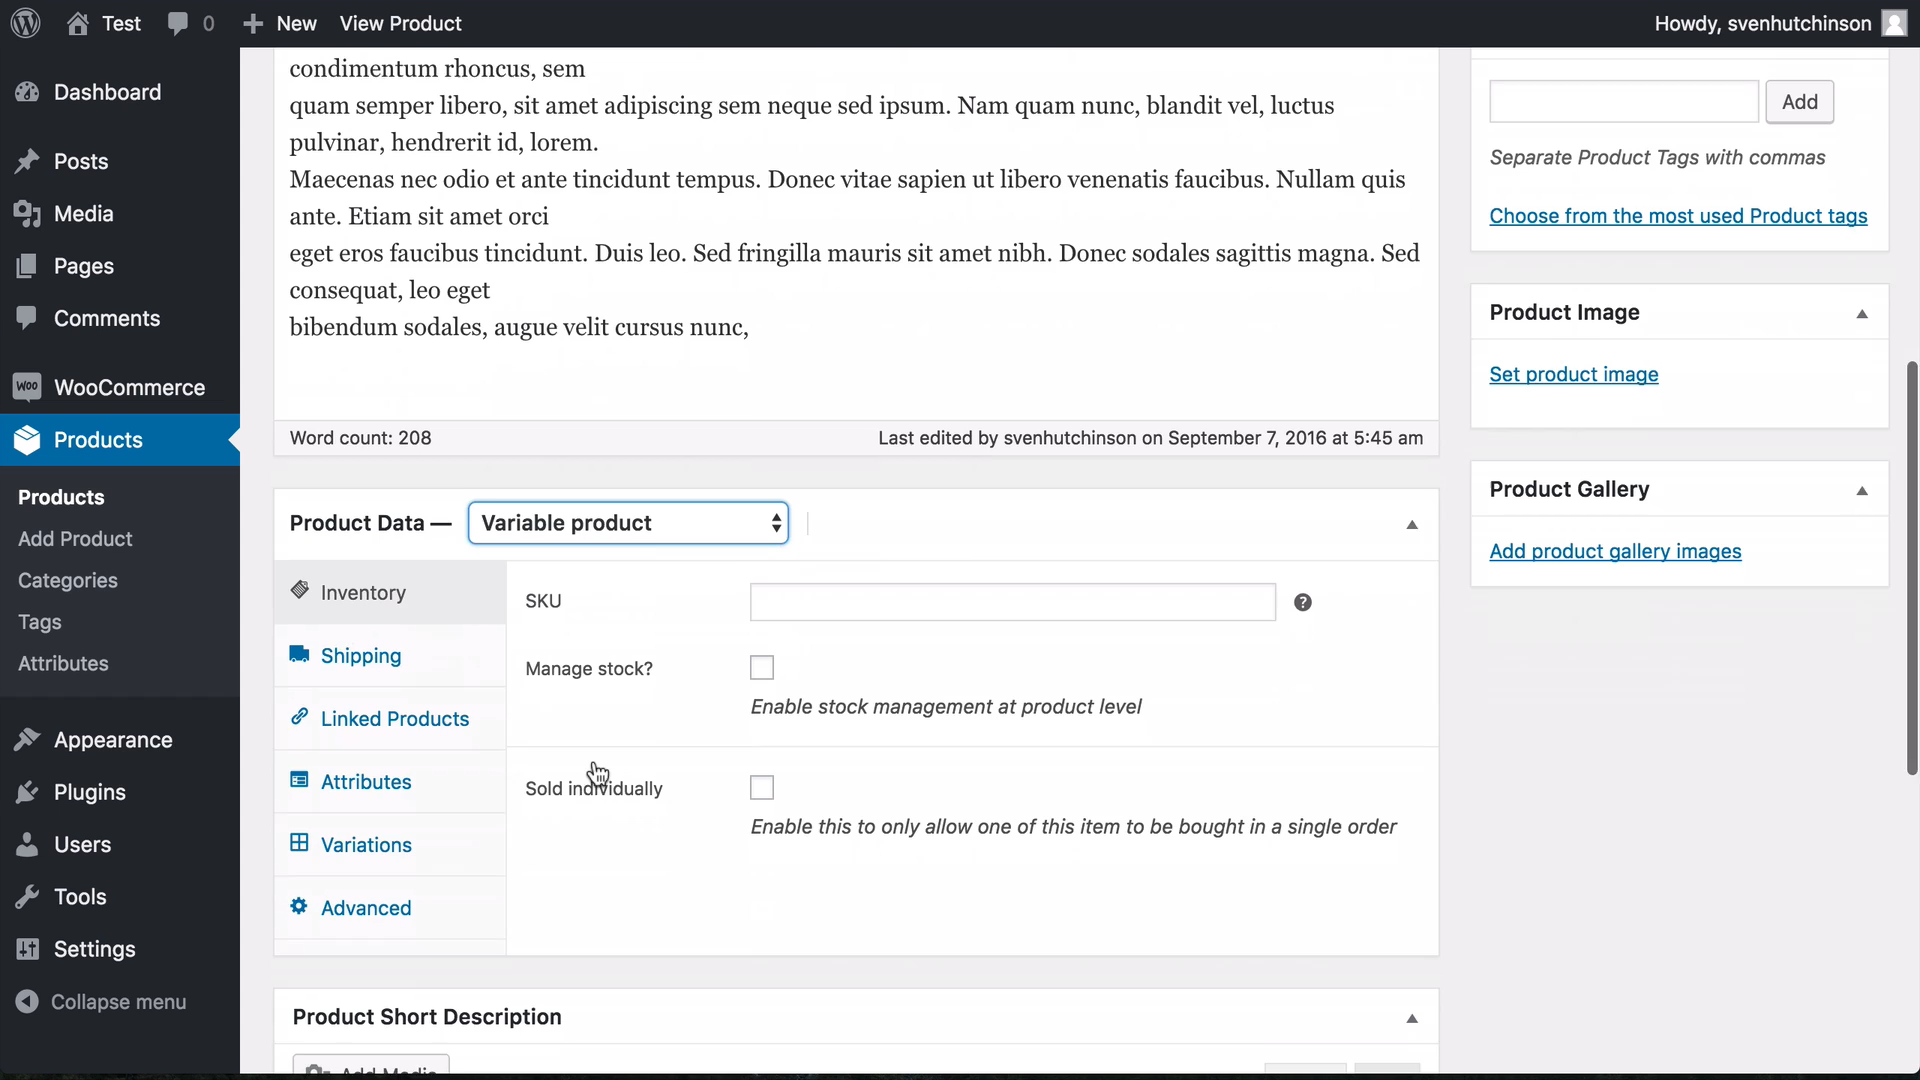 Test
0
New
View Product
Howdy, svenhutchinson
Dashboard
Posts
Media
Pages
Comments
WOO
WooCommerce
Products
Products
Add Product
Categories
Tags
Attributes
Appearance
Plugins
Users
Tools
Settings
Collapse menu
condimentum rhoncus, sem
quam semper libero, sit amet adipiscing sem neque sed ipsum. Nam quam nunc, blandit vel, luctus
pulvinar, hendrerit id, lorem.
Maecenas nec odio et ante tincidunt tempus. Donec vitae sapien ut libero venenatis faucibus. Nullam quis
ante. Etiam sit amet orci
eget eros faucibus tincidunt. Duis leo. Sed fringilla mauris sit amet nibh. Donec sodales sagittis magna. Sed
consequat, leo eget
bibendum sodales, augue velit cursus nunc,
Word count: 208
Last edited by svenhutchinson on September 7, 2016 at 5:45 am
Product Data —
Variable product
Inventory
Shipping
Linked Products
Attributes
Variations
Advanced
SKU
?
Manage stock?
Enable stock management at product level
Sold individually
Enable this to only allow one of this item to be bought in a single order
Product Short Description
Add Media
Add
Separate Product Tags with commas
Choose from the most used Product tags
Product Image
Set product image
Product Gallery
Add product gallery images